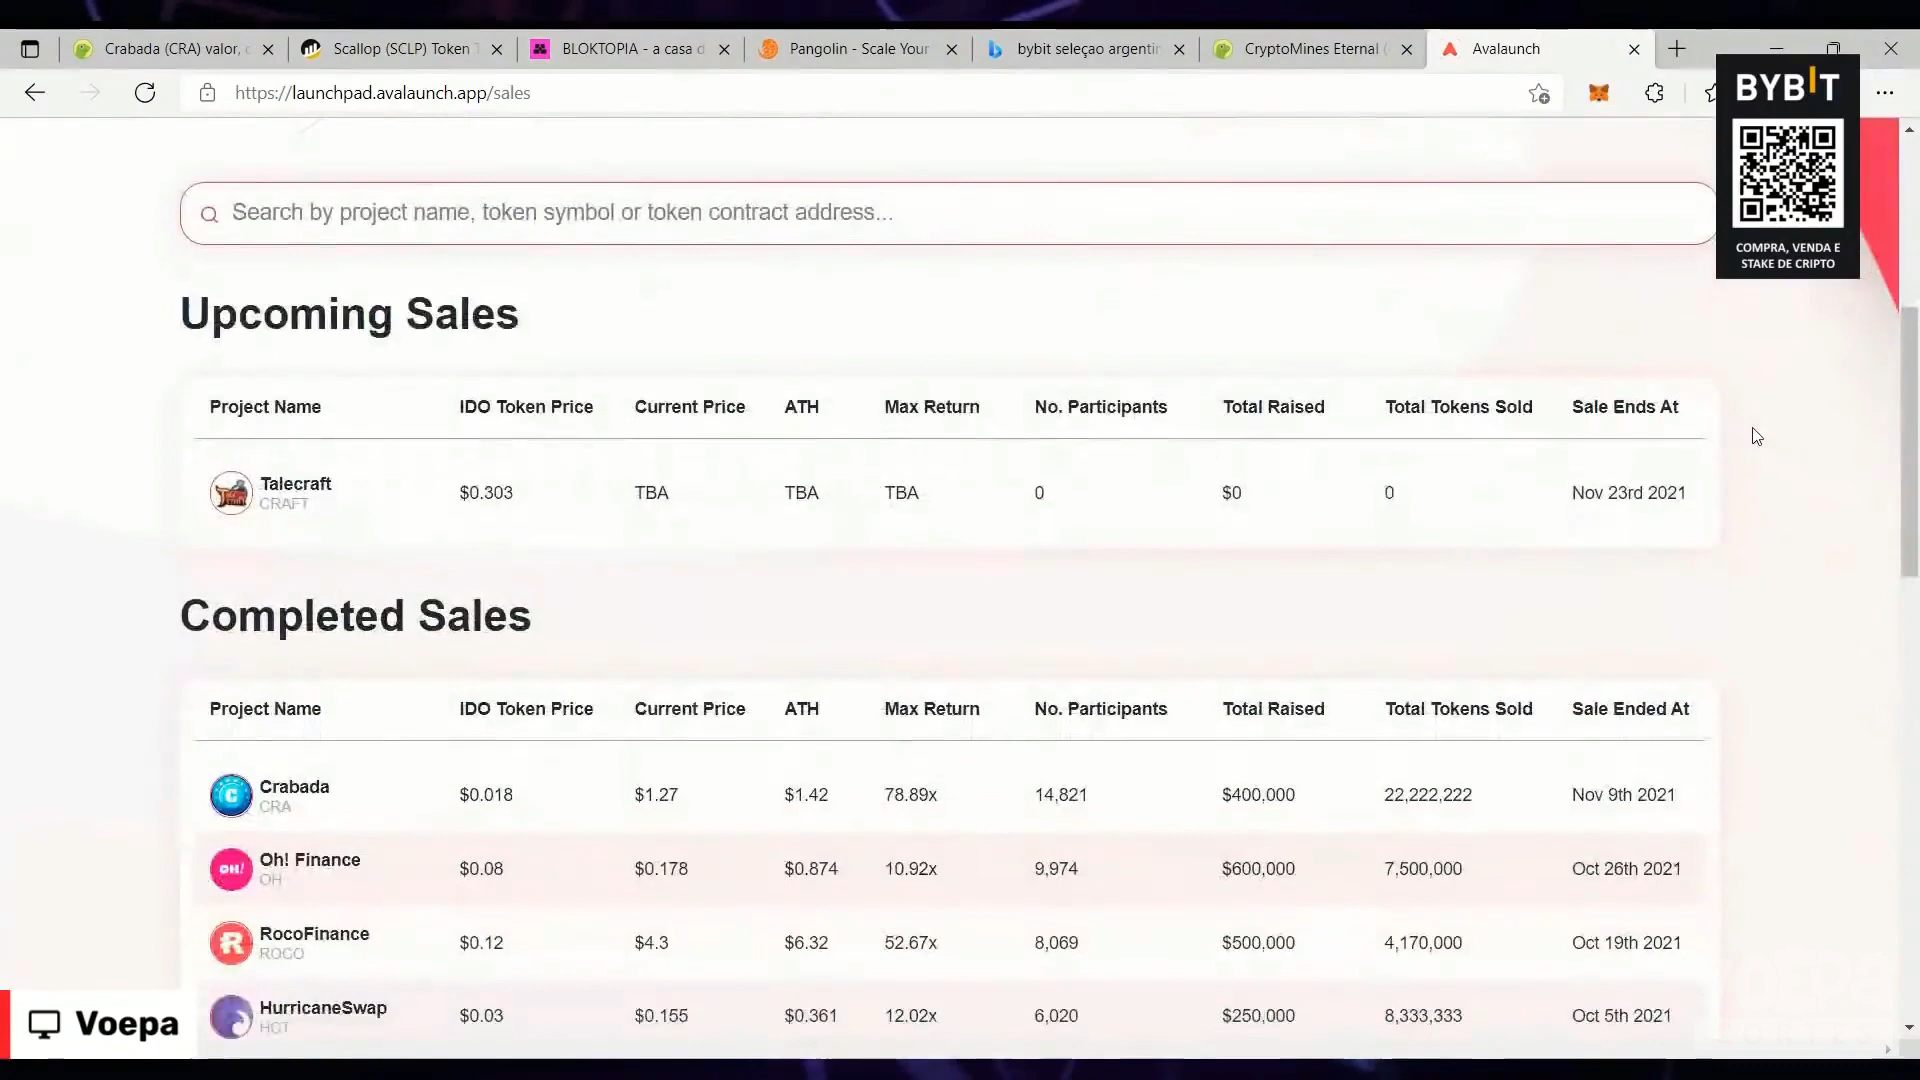 Crabada (CRA) valor,
Scallop (SCLP) Token T
BLOKTOPIA - a casa d
Pangolin - Scale Your
bybit seleçao argentin
CryptoMines Eternal (
Avalaunch
https://launchpad.avalaunch.app/sales
BYBIT
COMPRA, VENDA E
STAKE DE CRIPTO
Search by project name, token symbol or token contract address...
Upcoming Sales
Project Name IDO Token Price Current Price ATH Max Return No. Participants Total Raised Total Tokens Sold Sale Ends At
Talecraft
CRAFT
$0.303 TBA TBA TBA 0 $0 0 Nov 23rd 2021
Completed Sales
Project Name IDO Token Price Current Price ATH Max Return No. Participants Total Raised Total Tokens Sold Sale Ended At
Crabada
CRA
$0.018 $1.27 $1.42 78.89x 14,821 $400,000 22,222,222 Nov 9th 2021
Oh! Finance
OH
OH!
$0.08 $0.178 $0.874 10.92x 9,974 $600,000 7,500,000 Oct 26th 2021
RocoFinance
ROCO
$0.12 $4.3 $6.32 52.67x 8,069 $500,000 4,170,000 Oct 19th 2021
HurricaneSwap
HCT
$0.03 $0.155 $0.361 12.02x 6,020 $250,000 8,333,333 Oct 5th 2021
Voepa